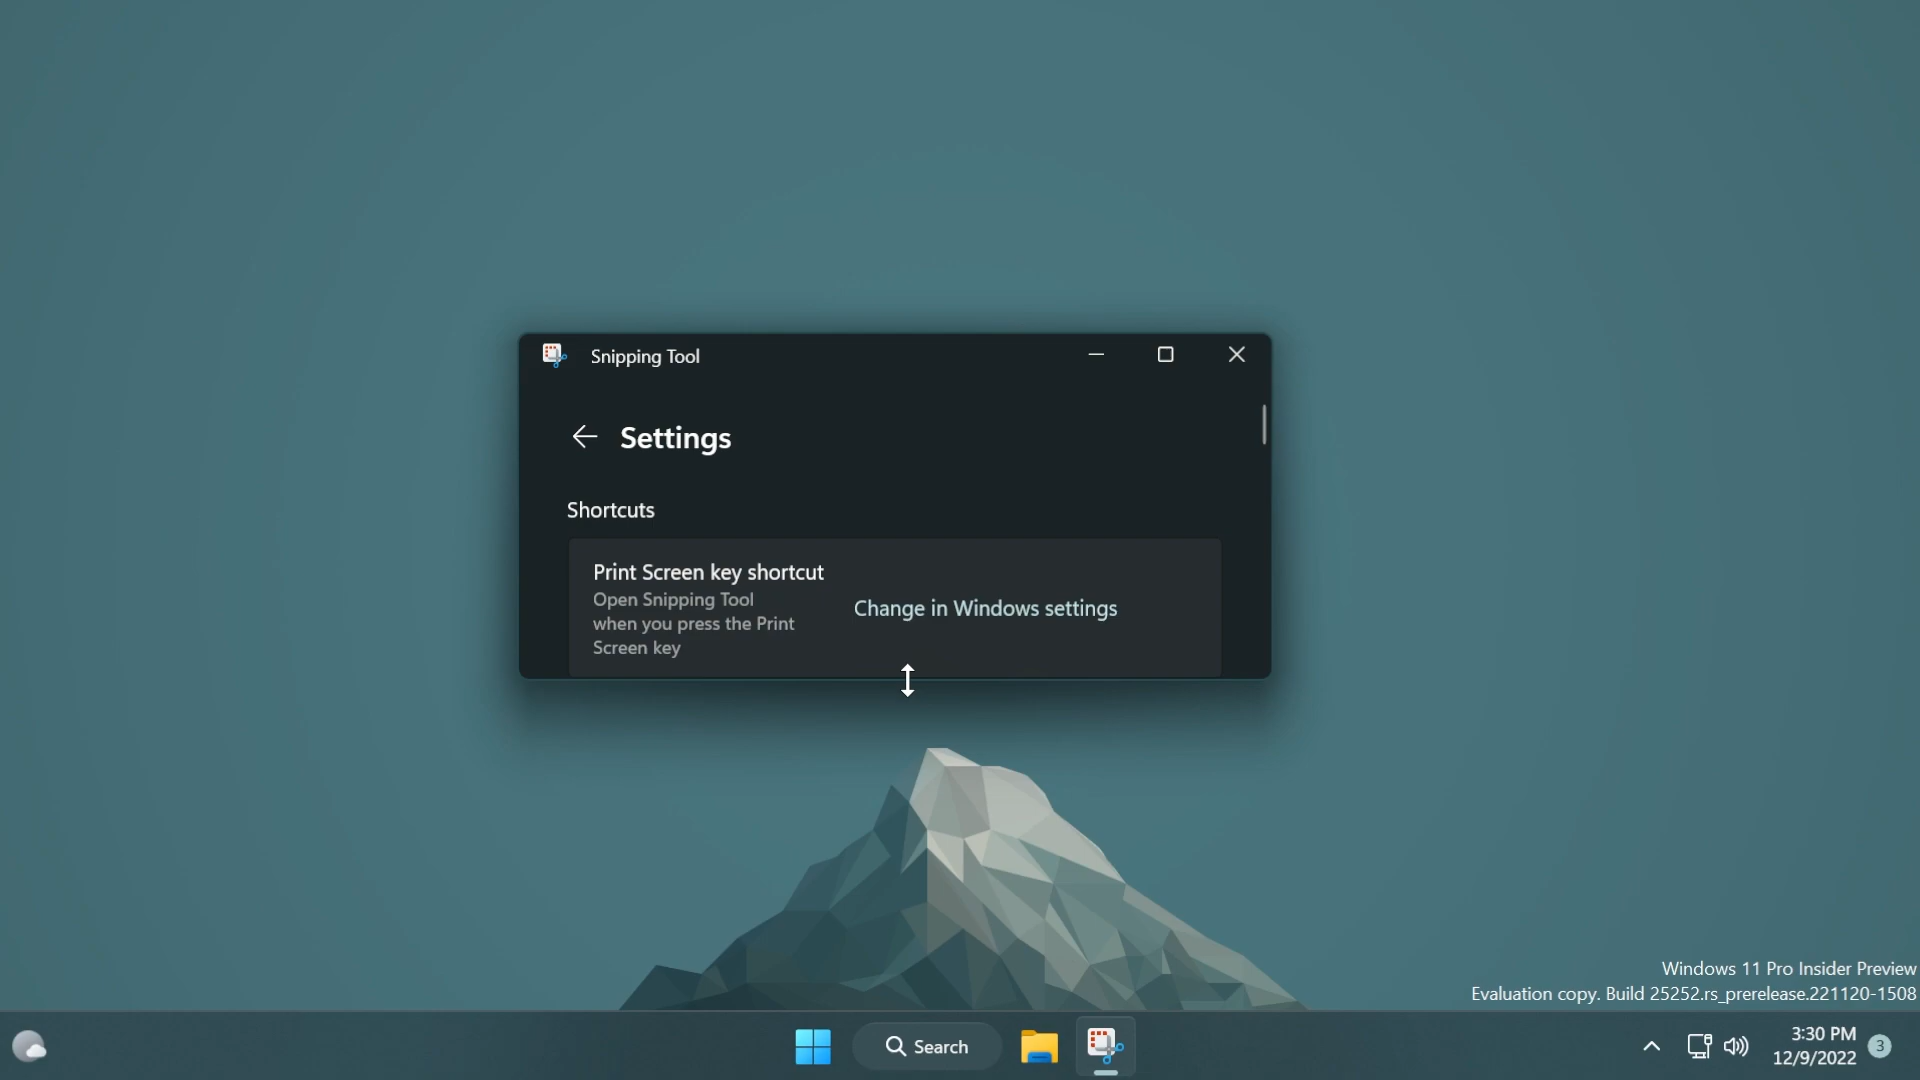 Snipping Tool
Settings
Shortcuts
Print Screen key shortcut
Open Snipping Tool
when you press the Print
Screen key
Change in Windows settings
Windows 11 Pro Insider Preview
Evaluation copy. Build 25252.rs_prerelease.221120-1508
Search
3:30 PM
12/9/2022
3